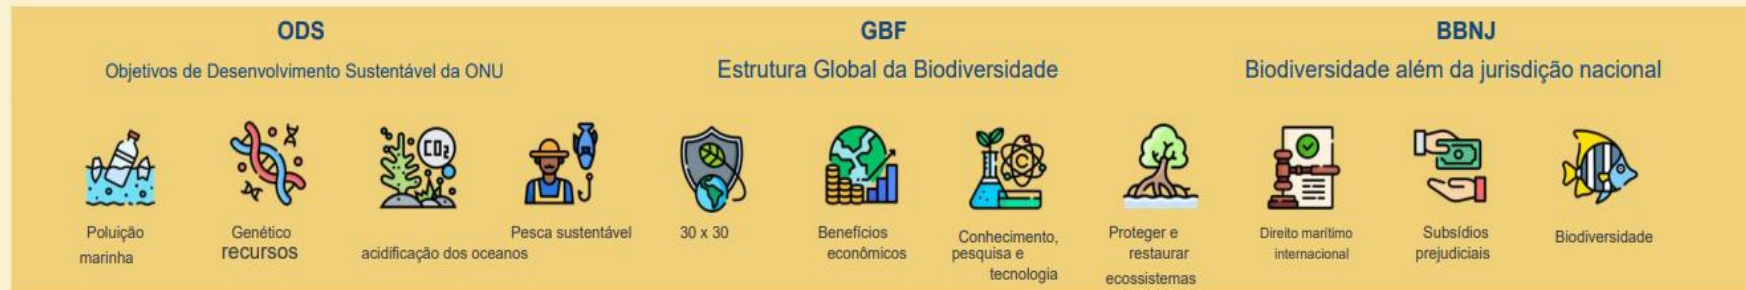 ODS
Objetivos de Desenvolvimento Sustentável da ONU
GBF
Estrutura Global da Biodiversidade
BBNJ
Biodiversidade além da jurisdição nacional
CO₂
Poluição
marinha
Genético
recursos
acidificação dos oceanos
Pesca sustentável
30 x 30
Benefícios
econômicos
C
Conhecimento,
pesquisa e
tecnologia
Proteger e
restaurar
ecossistemas
Direito marítimo
internacional
Subsídios
prejudiciais
Biodiversidade